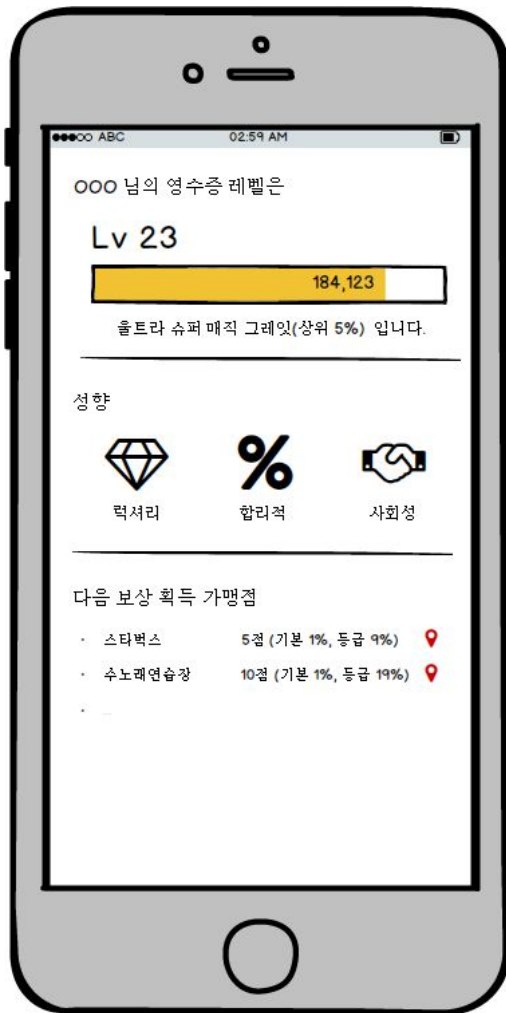 ABC 02:59 AM
OOO 님의 영수증 레벨은
Lv 23
184,123
울트라 슈퍼 매직 그레잇(상위 5%) 입니다.
성향
%
럭셔리 합리적 사회성
다음 보상 획득 가맹점
· 스타벅스 5점 (기본 1%, 등급 9%)
· 수노래연습장 10점 (기본 1%, 등급 19%)
· ...